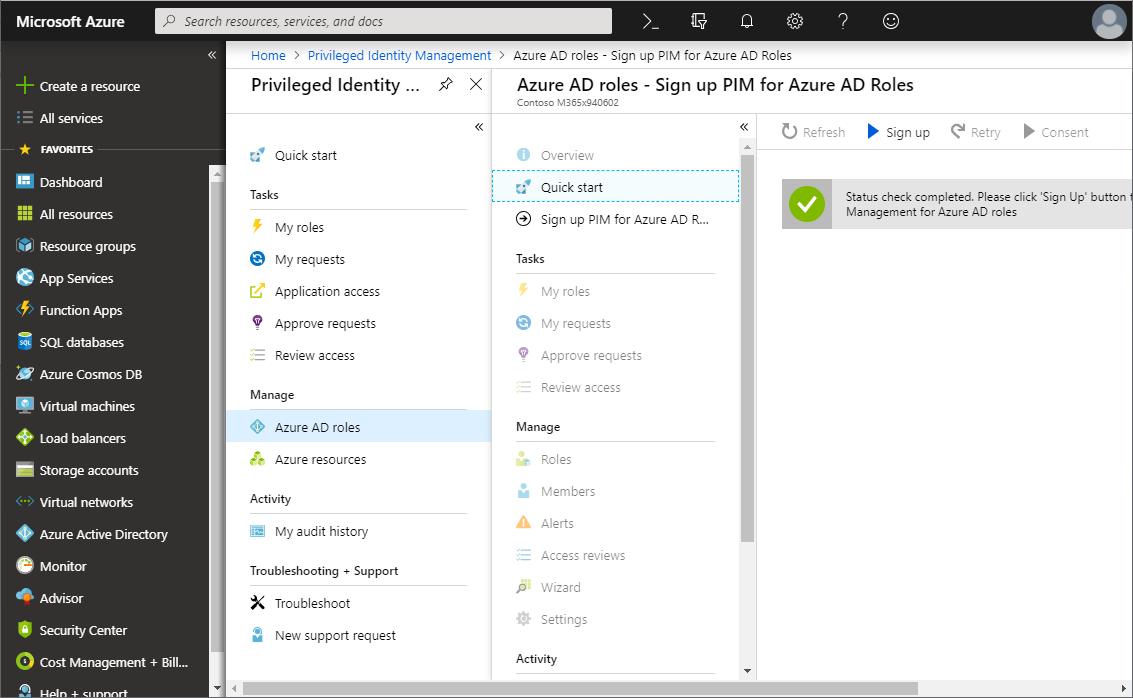 Microsoft Azure
Search resources, services, and docs
Create a resource
All services
FAVORITES
Dashboard
All resources
Resource groups
App Services
Function Apps
SQL databases
Azure Cosmos DB
Virtual machines
Load balancers
Storage accounts
Virtual networks
Azure Active Directory
Monitor
Advisor
Security Center
Cost Management + Bill...
Help + support
Home > Privileged Identity Management > Azure AD roles - Sign up PIM for Azure AD Roles
Privileged Identity ...
Quick start
Tasks
My roles
My requests
Application access
Approve requests
Review access
Manage
Azure AD roles
Azure resources
Activity
My audit history
Troubleshooting + Support
Troubleshoot
New support request
Azure AD roles - Sign up PIM for Azure AD Roles
Contoso M365x940602
Overview
Quick start
Sign up PIM for Azure AD R...
Tasks
My roles
My requests
Approve requests
Review access
Manage
Roles
Members
Alerts
Access reviews
Wizard
Settings
Activity
Refresh
Sign up
Retry
Consent
Status check completed. Please click 'Sign Up' button
Management for Azure AD roles